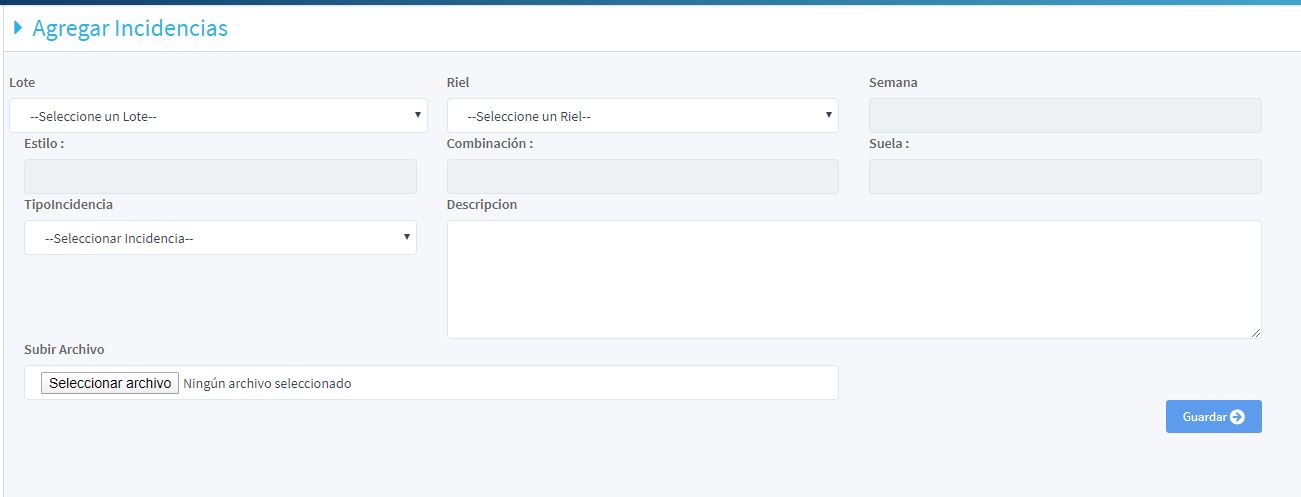 Agregar Incidencias
Lote Riel Semana
--Seleccione un Lote-- --Seleccione un Riel--
Estilo : Combinación : Suela :
TipoIncidencia Descripcion
--Seleccionar Incidencia--
Subir Archivo
Seleccionar archivo Ningún archivo seleccionado
Guardar